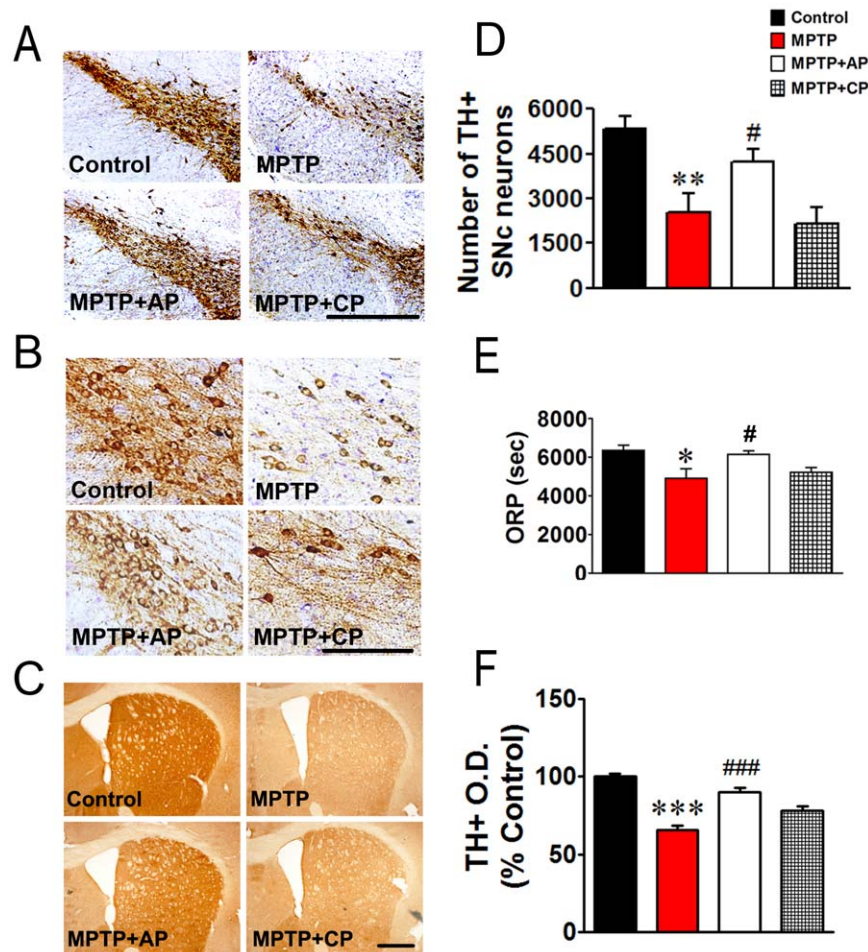 A
Control
MPTP
MPTP+AP
MPTP+CP
B
Control
MPTP
MPTP+AP
MPTP+CP
C
Control
MPTP
MPTP+AP
MPTP+CP
D
Control
MPTP
MPTP+AP
MPTP+CP
Number of TH+
SNc neurons
6000
4500
3000
1500
0
**
#
E
ORP (sec)
8000
6000
4000
2000
0
*
#
F
TH+ O.D.
(% Control)
150
100
50
0
***
###